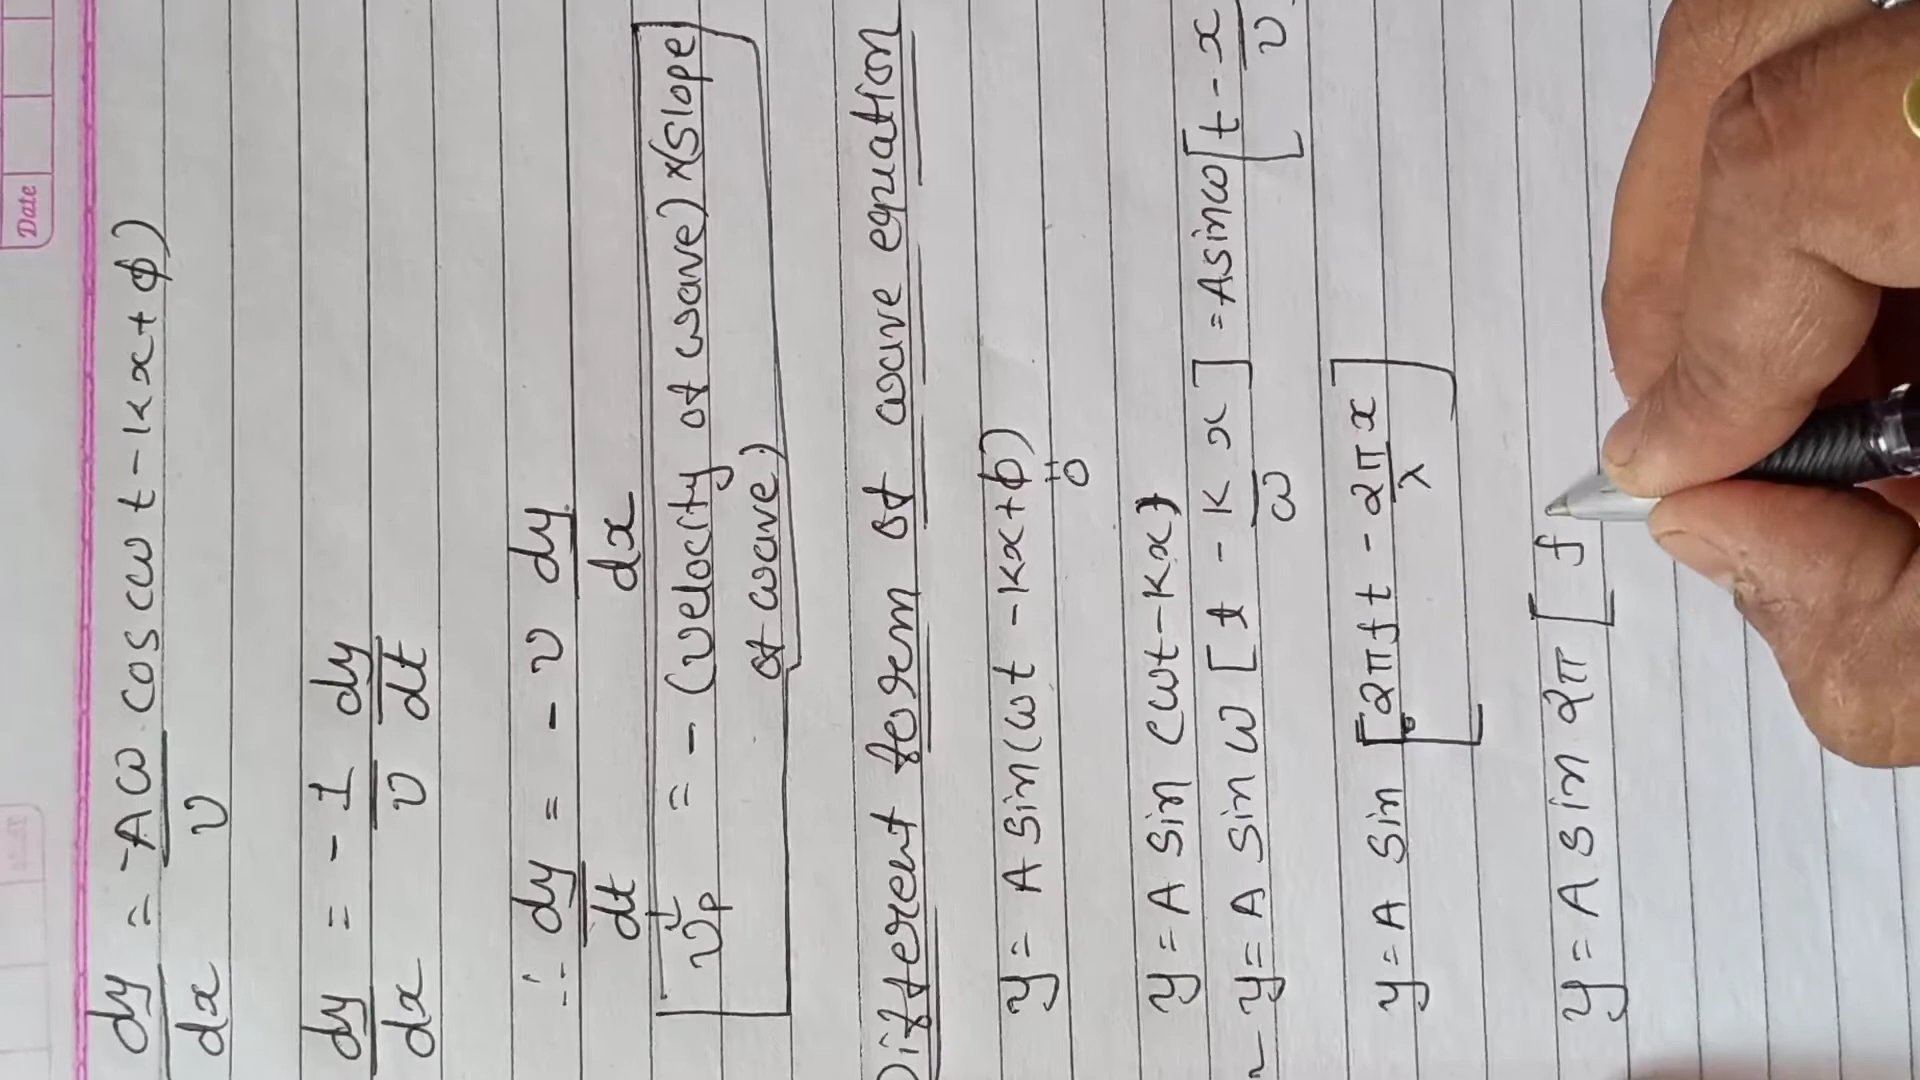 Date
dy/dx = -Aω/v cos (ωt - kx + φ)
dy/dx = - 1/v dy/dt
∴ dy/dt = - v dy/dx
v_p = - (velocity of wave) × (slope
of wave)
Different form of wave equation
y = A sin (ωt - kx + φ)
= 0
y = A sin (ωt - kx)
y = A sin ω [t - k/ω x] = A sin ω [t - x/v
y = A sin [2πft - 2π/λ x]
y = A sin 2π [f